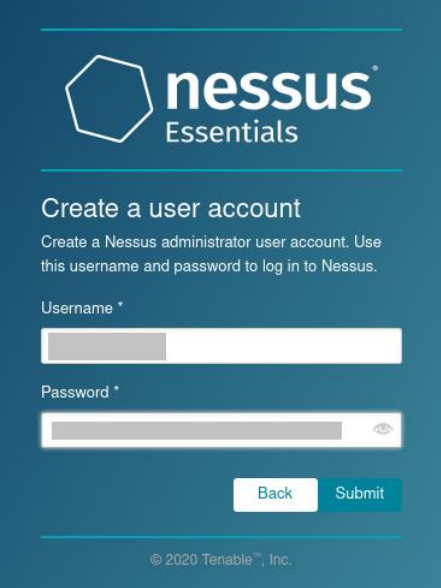 nessus®
Essentials
Create a user account
Create a Nessus administrator user account. Use
this username and password to log in to Nessus.
Username *
Password *
Back Submit
© 2020 Tenable™, Inc.